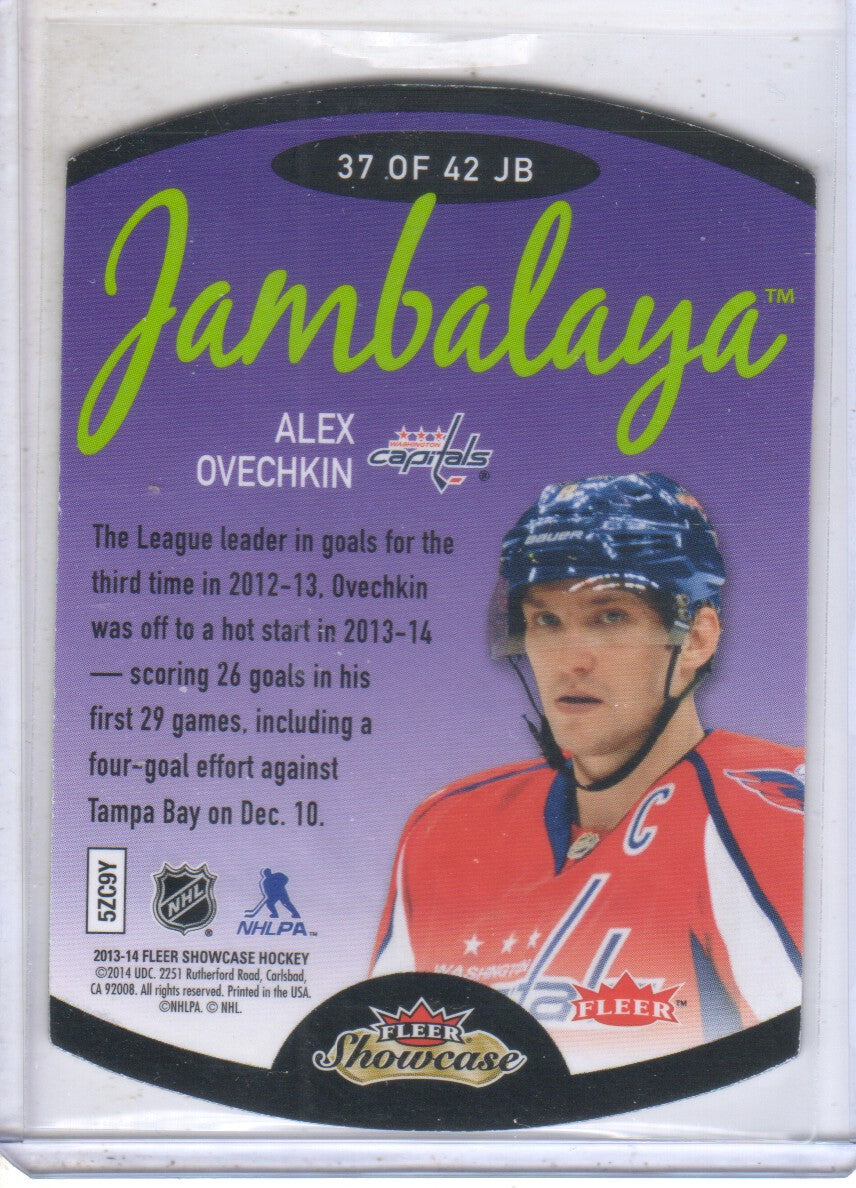 37 OF 42 JB
Jambalaya™
ALEX
OVECHKIN
WASHINGTON
capitals®
The League leader in goals for the
third time in 2012-13, Ovechkin
was off to a hot start in 2013-14
— scoring 26 goals in his
first 29 games, including a
four-goal effort against
Tampa Bay on Dec. 10.
BAUER
C
WASHINGTON
5ZC9Y
NHL®
NHLPA™
2013-14 FLEER SHOWCASE HOCKEY
©2014 UDC. 2251 Rutherford Road, Carlsbad,
CA 92008. All rights reserved. Printed in the USA.
©NHLPA. © NHL.
FLEER™
FLEER
Showcase